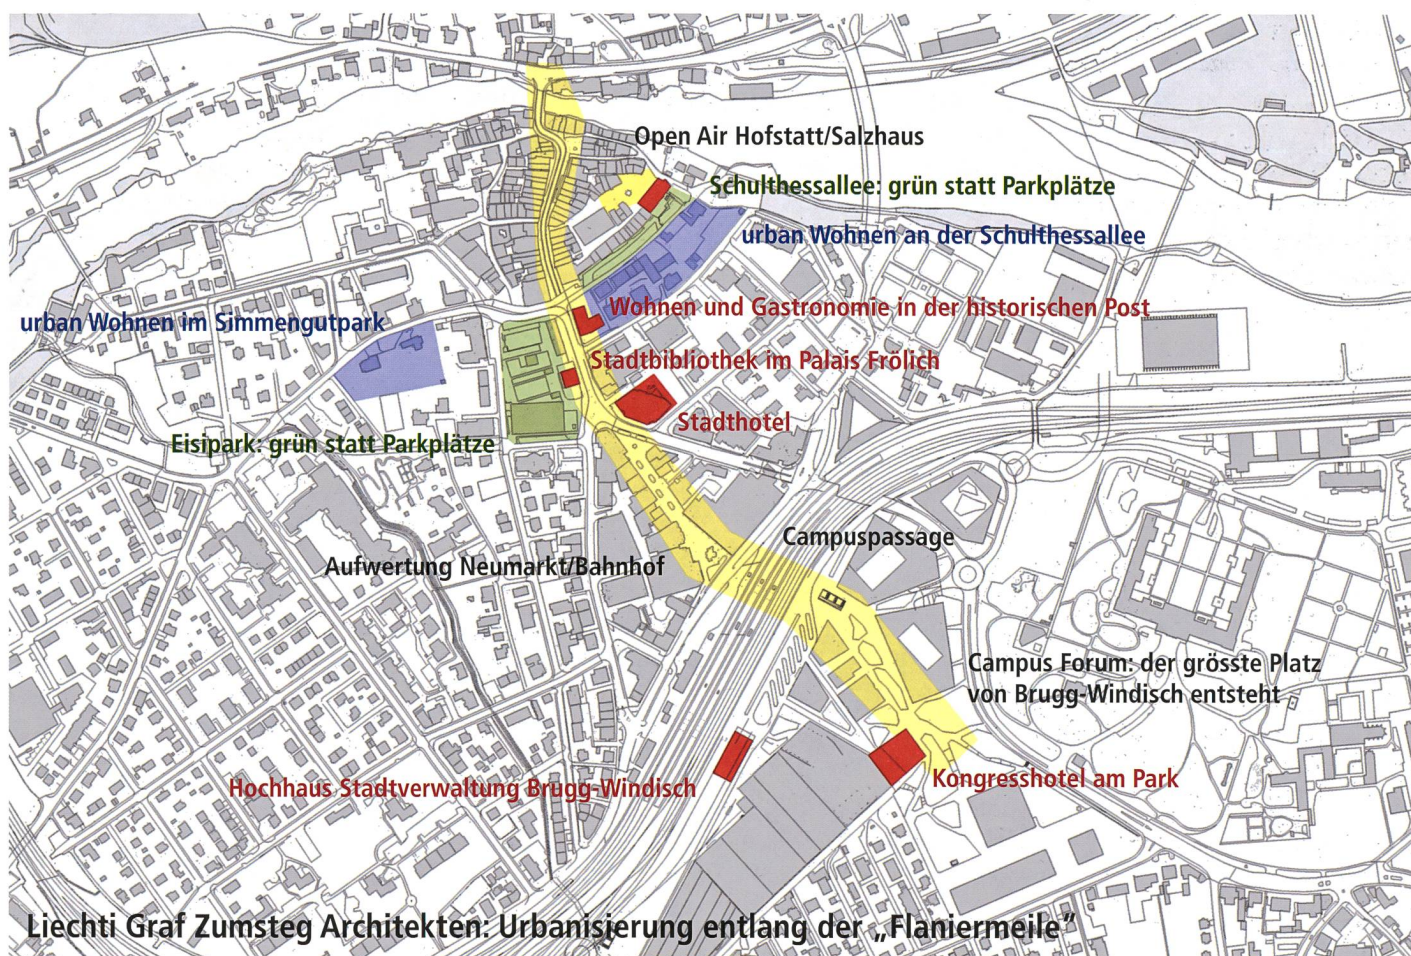 Open Air Hofstatt/Salzhaus
Schulthessallee: grün statt Parkplätze
urban Wohnen an der Schulthessallee
Wohnen und Gastronomie in der historischen Post
urban Wohnen im Simmengutpark
Stadtbibliothek im Palais Frölich
Stadthotel
Eisipark: grün statt Parkplätze
Campuspassage
Aufwertung Neumarkt/Bahnhof
Campus Forum: der grösste Platz
von Brugg-Windisch entsteht
Hochhaus Stadtverwaltung Brugg-Windisch
Kongresshotel am Park
Liechti Graf Zumsteg Architekten: Urbanisierung entlang der „Flaniermeile“